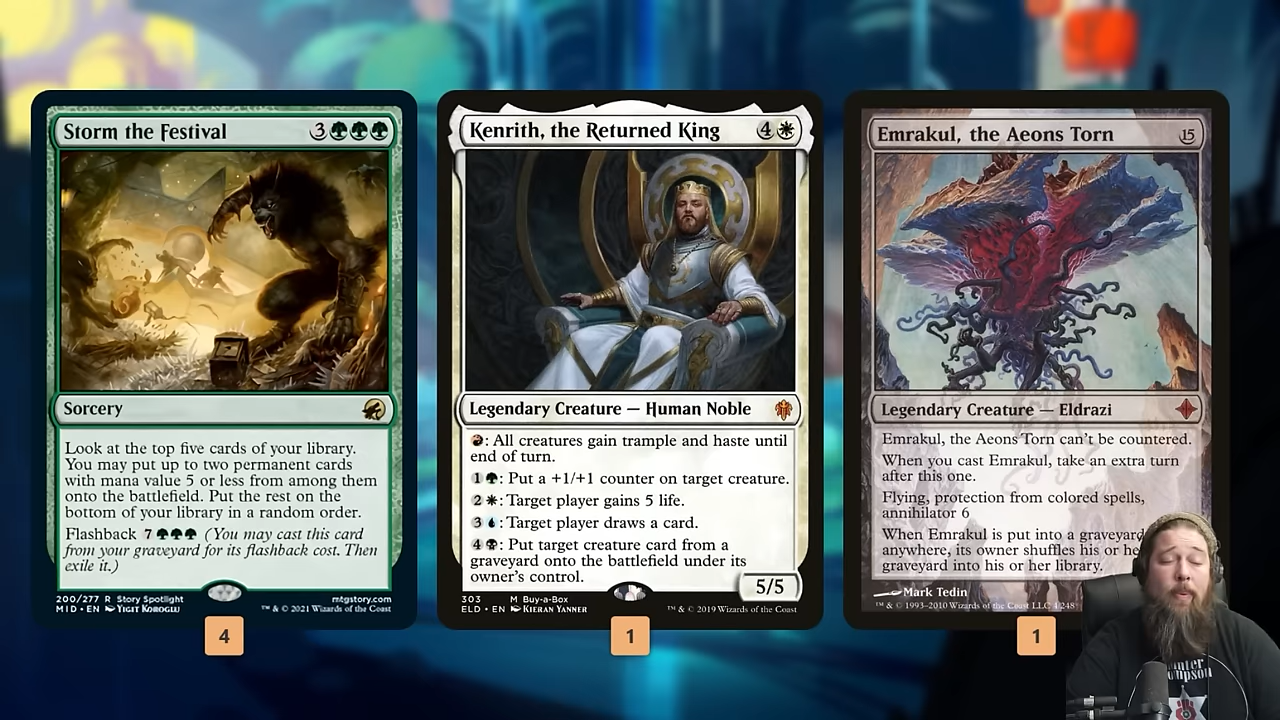 Storm the Festival 3
Sorcery
Look at the top five cards of your library.
You may put up to two permanent cards
with mana value 5 or less from among them
onto the battlefield. Put the rest on the
bottom of your library in a random order.
Flashback 7 (You may cast this card
from your graveyard for its flashback cost. Then
exile it.)
200/277 R Story Spotlight mtgstory.com
MID • EN YIGIT KOROGLU ™ & © 2021 Wizards of the Coast
4
Kenrith, the Returned King 4
Legendary Creature — Human Noble
: All creatures gain trample and haste until
end of turn.
1 : Put a +1/+1 counter on target creature.
2 : Target player gains 5 life.
3 : Target player draws a card.
4 : Put target creature card from a
graveyard onto the battlefield under its
owner's control.
5/5
303 M Buy-a-Box
ELD • EN KIERAN YANNER ™ & © 2019 Wizards of the Coast
1
Emrakul, the Aeons Torn 15
Legendary Creature — Eldrazi
Emrakul, the Aeons Torn can't be countered.
When you cast Emrakul, take an extra turn
after this one.
Flying, protection from colored spells,
annihilator 6
When Emrakul is put into a graveyard
anywhere, its owner shuffles his or he
graveyard into his or her library.
Mark Tedin
™ & © 1993–2010 Wizards of the Coast LLC 4/248
1